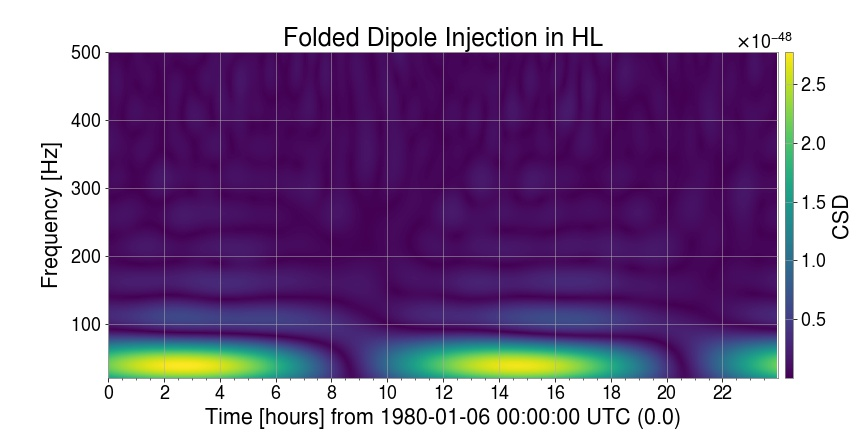 Folded Dipole Injection in HL
×10−48
500
400
300
200
100
Frequency [Hz]
0 2 4 6 8 10 12 14 16 18 20 22
Time [hours] from 1980-01-06 00:00:00 UTC (0.0)
2.5
2.0
1.5
1.0
0.5
CSD